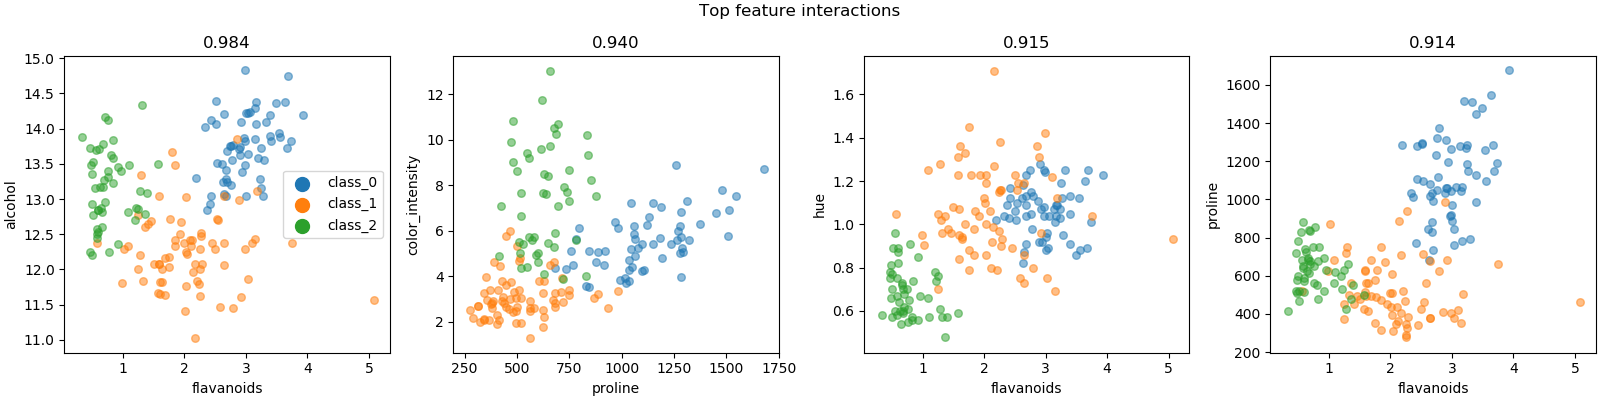 Top feature interactions
0.984
alcohol
15.0
14.5
14.0
13.5
13.0
12.5
12.0
11.5
11.0
class_0
class_1
class_2
1 2 3 4 5
flavanoids
0.940
color_intensity
12
10
8
6
4
2
250 500 750 1000 1250 1500 1750
proline
0.915
hue
1.6
1.4
1.2
1.0
0.8
0.6
1 2 3 4 5
flavanoids
0.914
proline
1600
1400
1200
1000
800
600
400
200
1 2 3 4 5
flavanoids